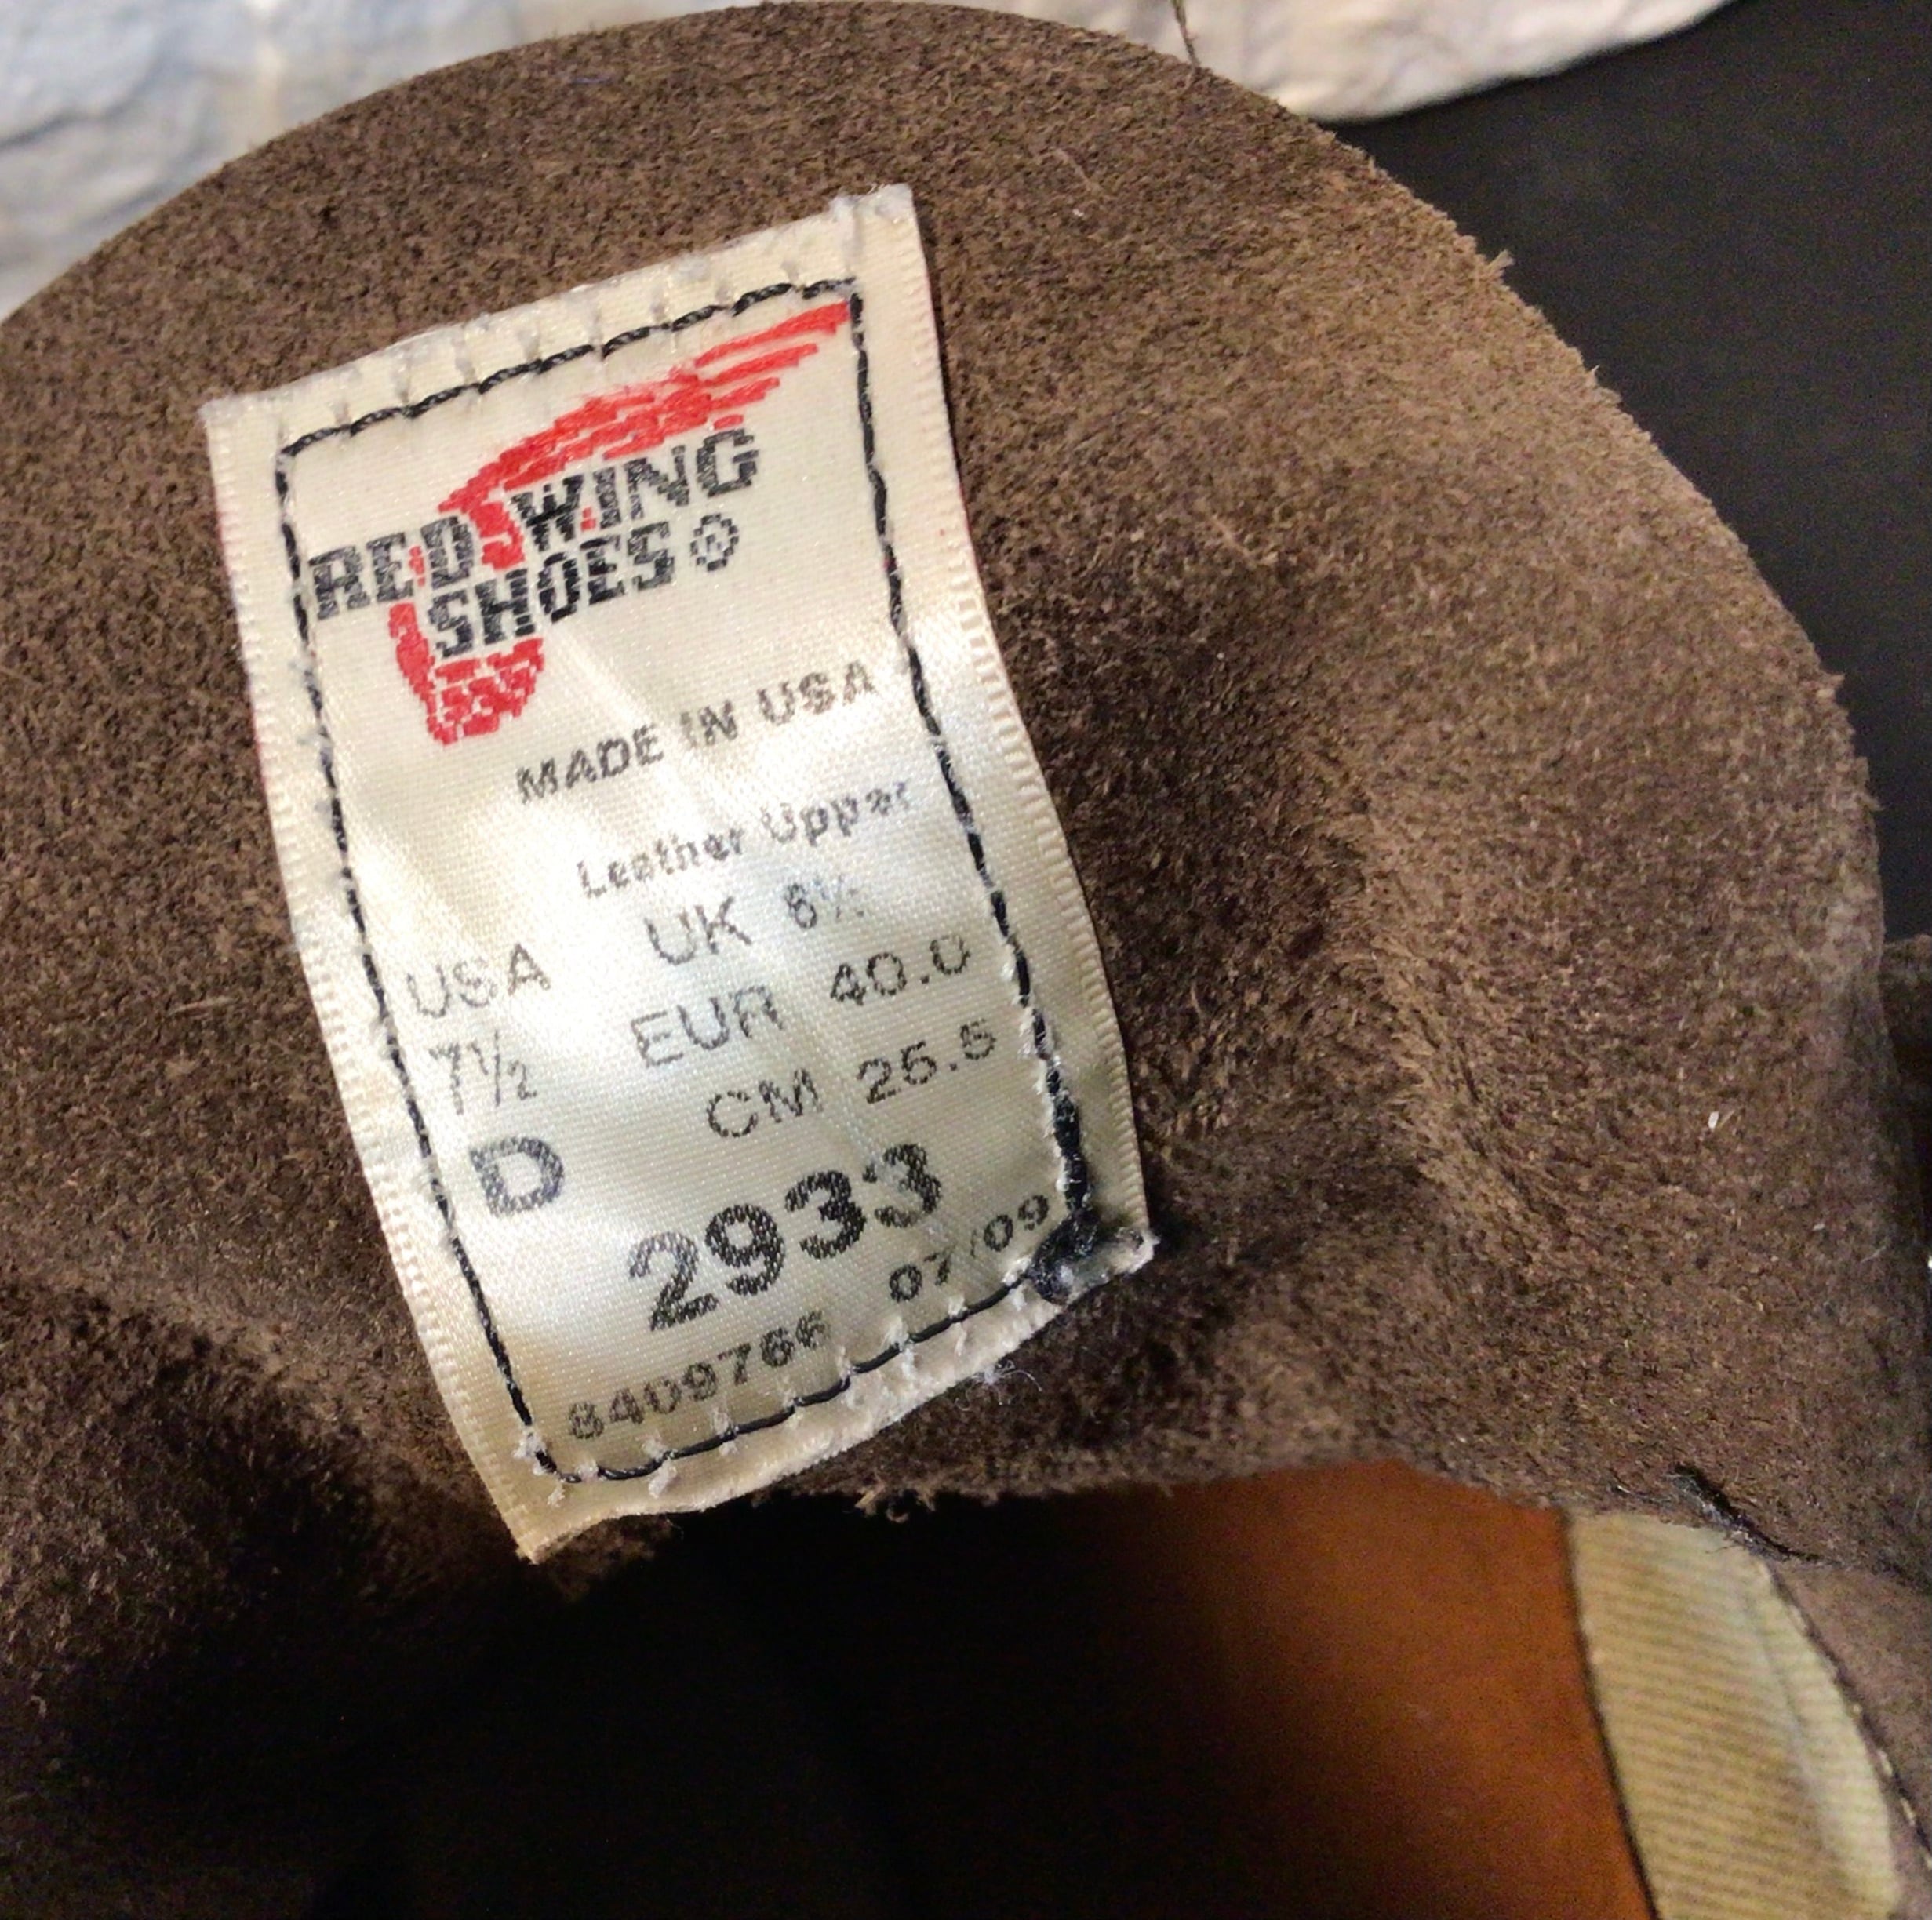 RED WING
SHOES ®
MADE IN USA
Leather Upper
USA UK 6½
7½ EUR 40.0
D CM 25.5
2933
8409766 07/09